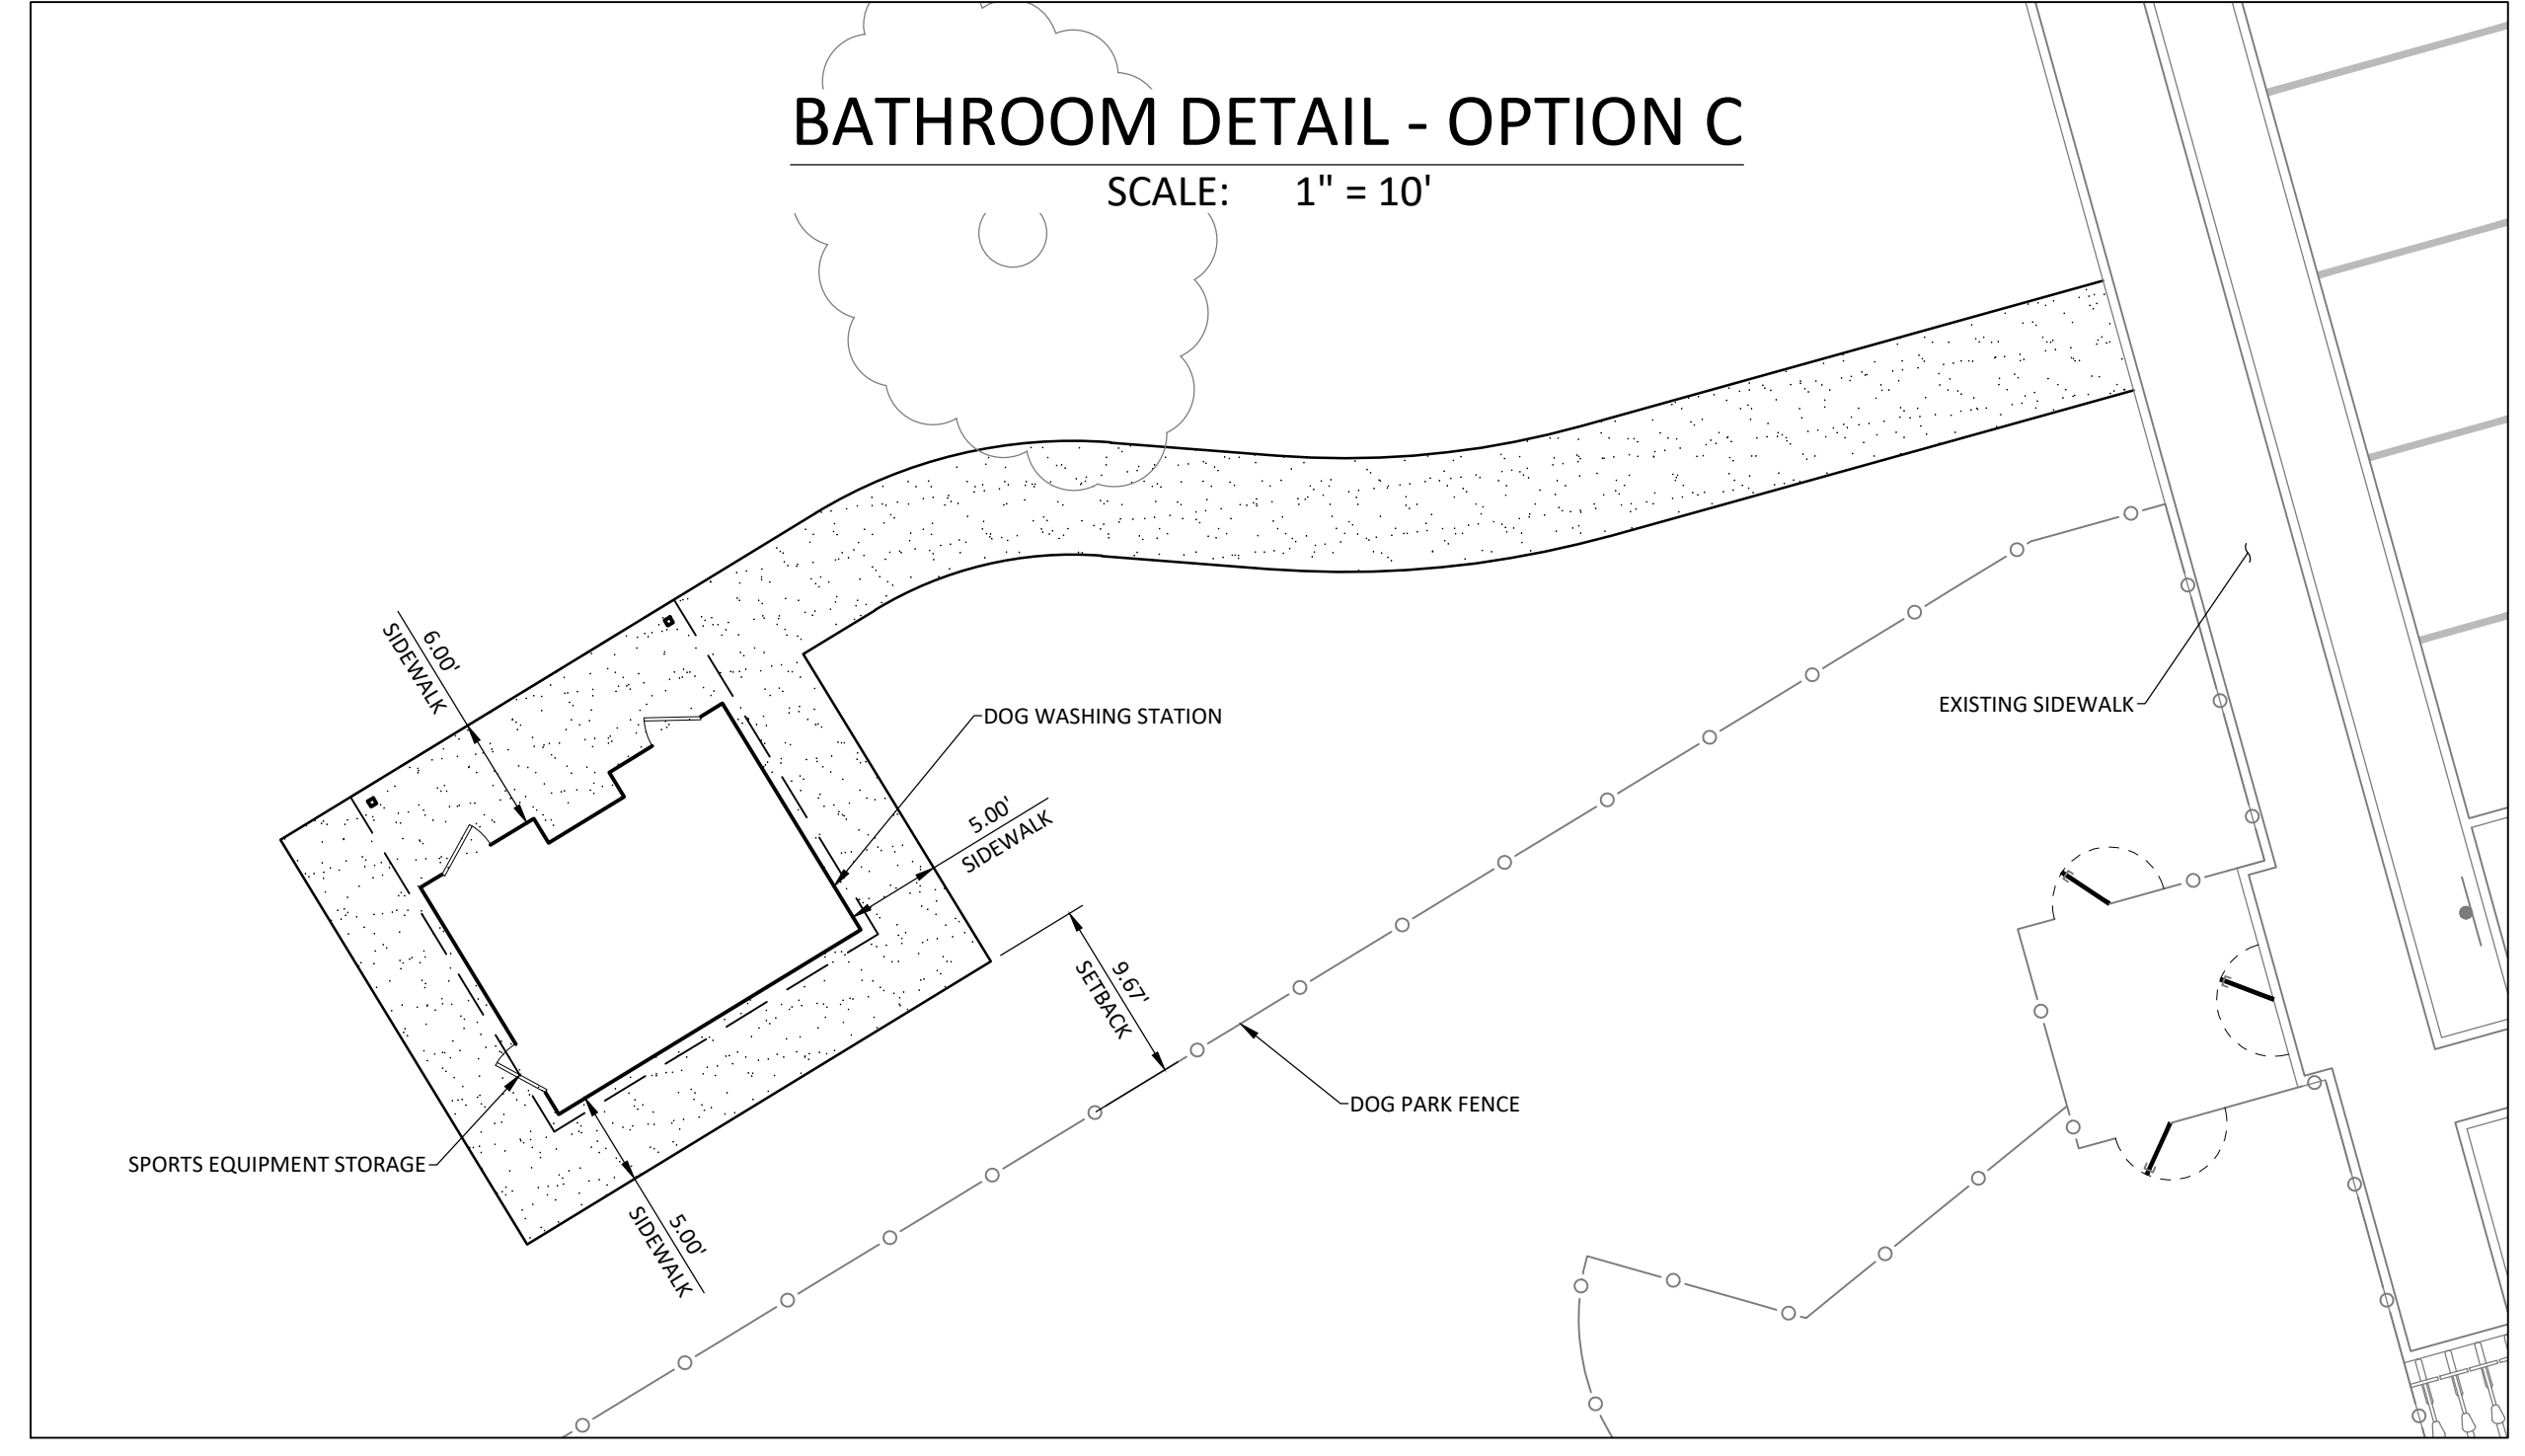 BATHROOM DETAIL - OPTION C
SCALE: 1" = 10'
6.00'
SIDEWALK
DOG WASHING STATION
EXISTING SIDEWALK
5.00'
SIDEWALK
9.67'
SETBACK
DOG PARK FENCE
SPORTS EQUIPMENT STORAGE
5.00'
SIDEWALK